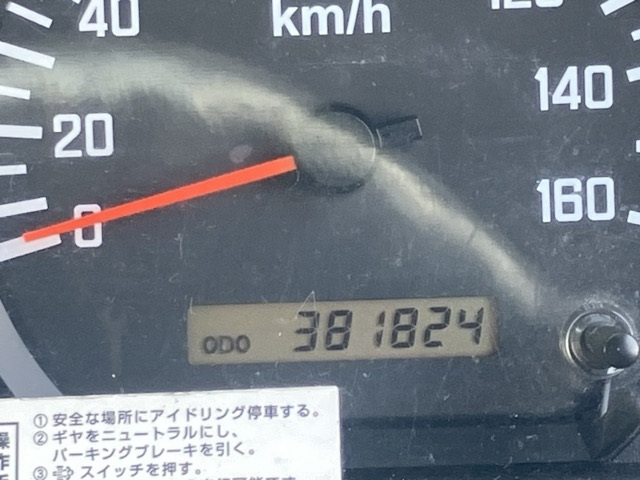 40
km/h
120
140
20
160
0
ODO 381824
①安全な場所にアイドリング停車する。
②ギヤをニュートラルにし、
パーキングブレーキを引く。
③スイッチを押す。
操
作